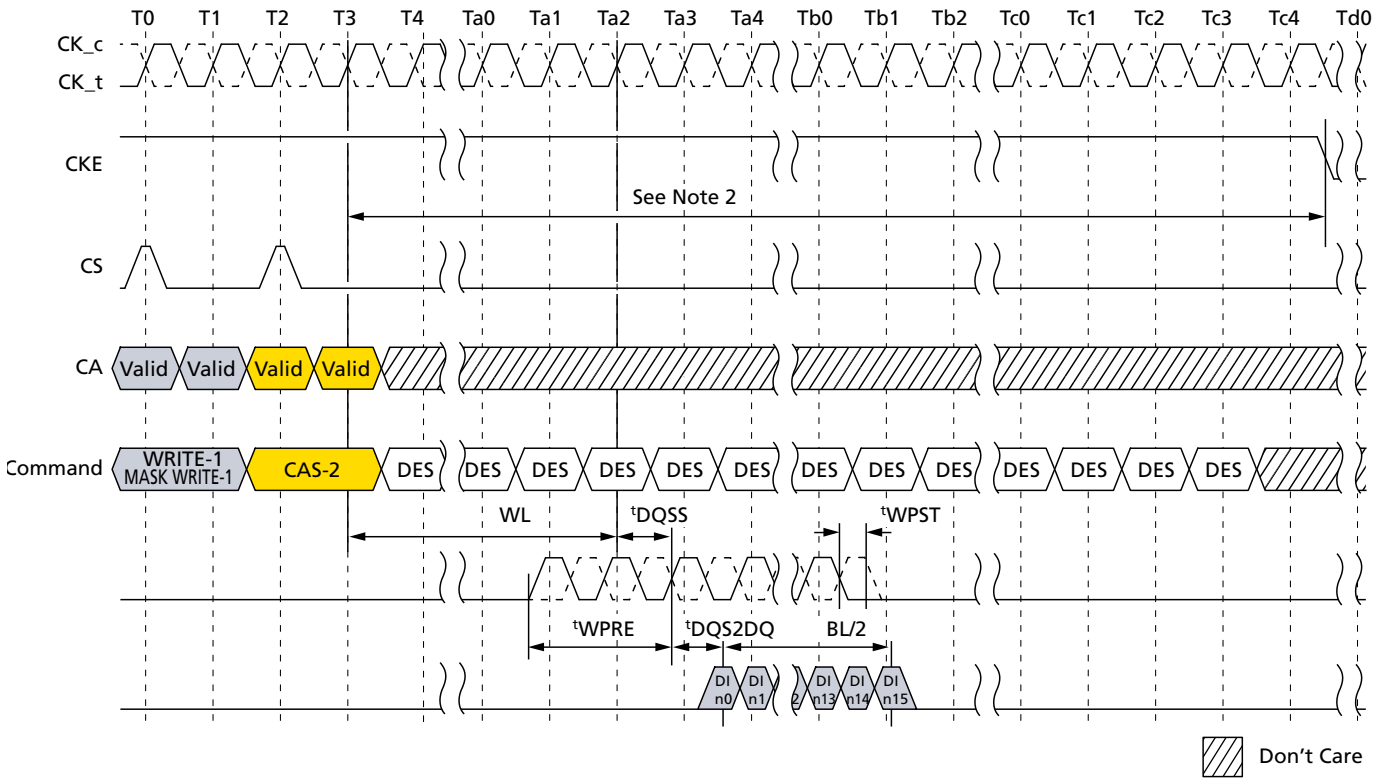 T0 T1 T2 T3 T4 Ta0 Ta1 Ta2 Ta3 Ta4 Tb0 Tb1 Tb2 Tc0 Tc1 Tc2 Tc3 Tc4 Td0
CK_c
CK_t
CKE
See Note 2
CS
CA Valid Valid Valid Valid
Command WRITE-1 MASK WRITE-1 CAS-2 DES DES DES DES DES DES DES DES DES DES DES DES DES
WL tDQSS tWPST
tWPRE tDQS2DQ BL/2
DI n0 DI n1 2 DI n13 DI n14 DI n15
Don't Care